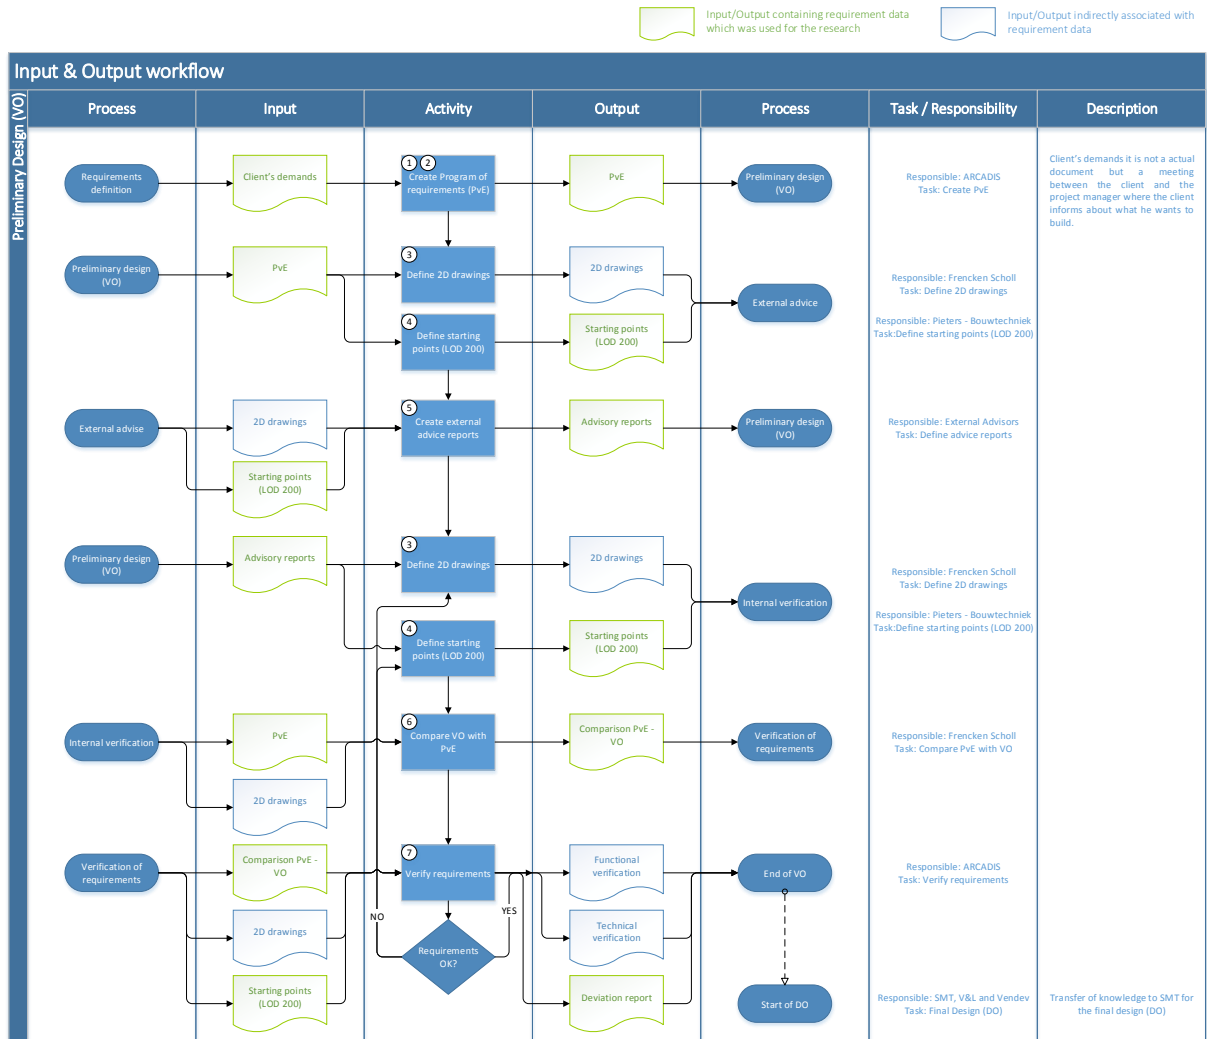 Input/Output containing requirement data
which was used for the research
Input/Output indirectly associated with
requirement data
Input & Output workflow
Preliminary Design (VO)
Process
Input
Activity
Output
Process
Task / Responsibility
Description
Requirements
definition
Client's demands
1 2
Create Program of
requirements (PvE)
PvE
Preliminary design
(VO)
Responsible: ARCADIS
Task: Create PvE
Client's demands it is not a actual
document but a meeting
between the client and the
project manager where the client
informs about what he wants to
build.
Preliminary design
(VO)
PvE
3
Define 2D drawings
2D drawings
External advice
Responsible: Frencken Scholl
Task: Define 2D drawings
4
Define starting
points (LOD 200)
Starting points
(LOD 200)
Responsible: Pieters - Bouwtechniek
Task:Define starting points (LOD 200)
External advise
2D drawings
5
Create external
advice reports
Advisory reports
Preliminary design
(VO)
Responsible: External Advisors
Task: Define advice reports
Starting points
(LOD 200)
Preliminary design
(VO)
Advisory reports
3
Define 2D drawings
2D drawings
Internal verification
Responsible: Frencken Scholl
Task: Define 2D drawings
4
Define starting
points (LOD 200)
Starting points
(LOD 200)
Responsible: Pieters - Bouwtechniek
Task:Define starting points (LOD 200)
Internal verification
PvE
6
Compare VO with
PvE
Comparison PvE -
VO
Verification of
requirements
Responsible: Frencken Scholl
Task: Compare PvE with VO
2D drawings
Verification of
requirements
Comparison PvE -
VO
7
Verify requirements
Functional
verification
End of VO
Responsible: ARCADIS
Task: Verify requirements
2D drawings
NO
YES
Requirements
OK?
Technical
verification
Starting points
(LOD 200)
Deviation report
Start of DO
Responsible: SMT, V&L and Vendev
Task: Final Design (DO)
Transfer of knowledge to SMT for
the final design (DO)